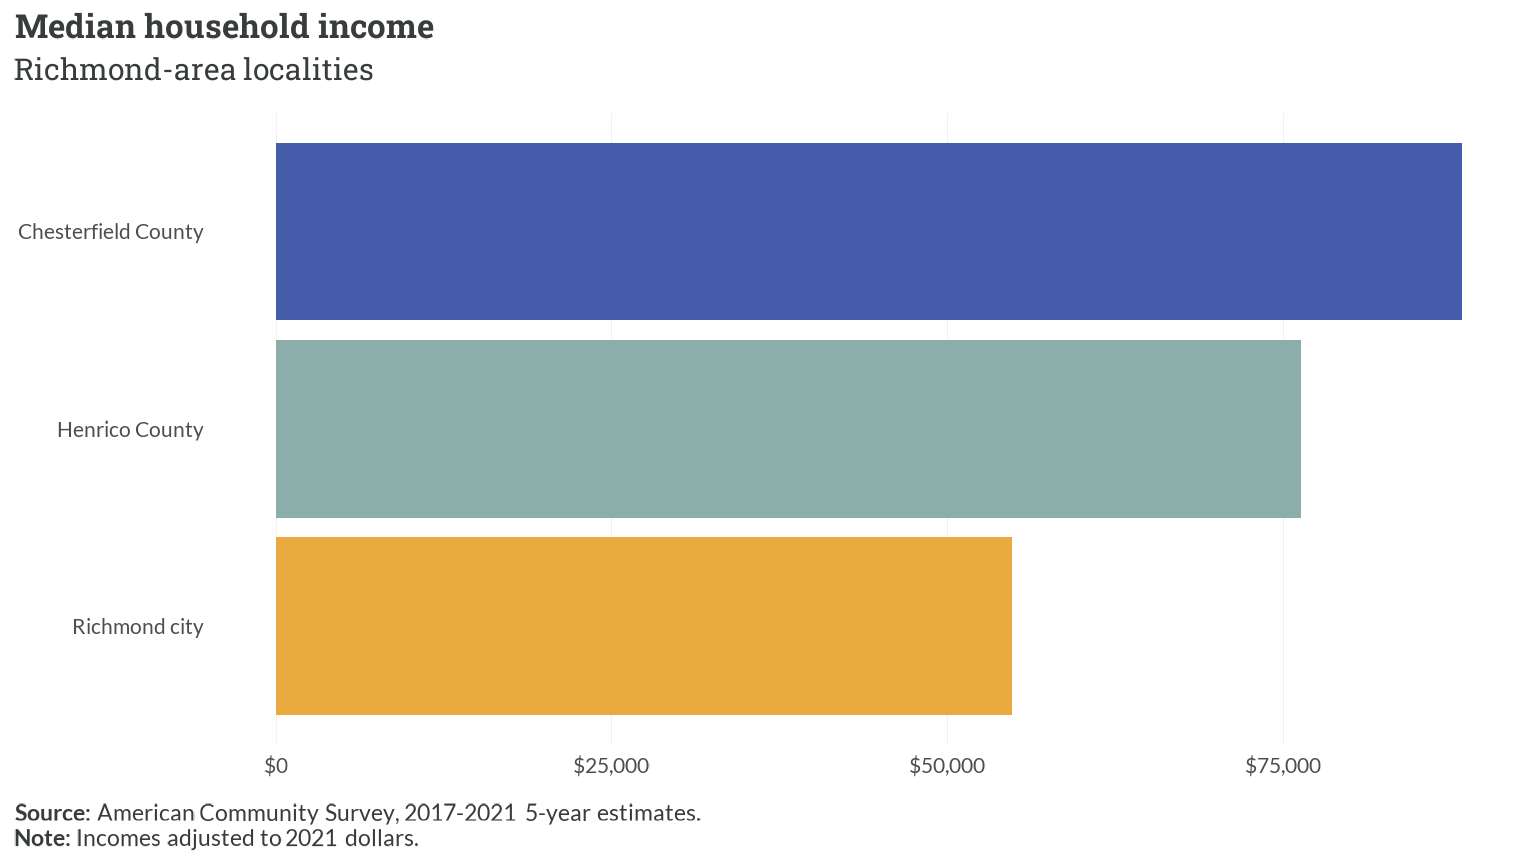 Median household income
Richmond-area localities
Chesterfield County
Henrico County
Richmond city
$0 $25,000 $50,000 $75,000
Source: American Community Survey, 2017-2021 5-year estimates.
Note: Incomes adjusted to 2021 dollars.